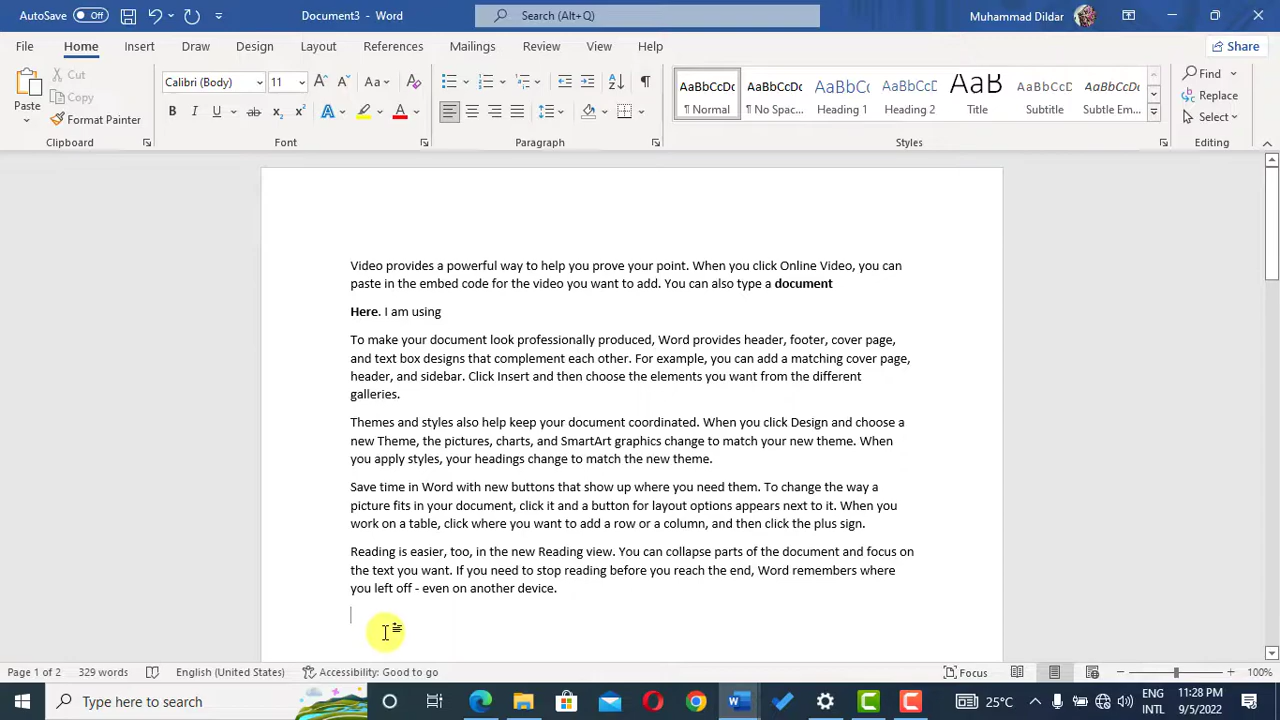 AutoSave Off Document3 - Word Search (Alt+Q) Muhammad Dildar
File Home Insert Draw Design Layout References Mailings Review View Help Share
Paste Cut Copy Format Painter
Calibri (Body) 11
¶ Normal ¶ No Spac... Heading 1 Heading 2 Title Subtitle Subtle Em...
Find Replace Select
Clipboard Font Paragraph Styles Editing
Video provides a powerful way to help you prove your point. When you click Online Video, you can
paste in the embed code for the video you want to add. You can also type a document
Here. I am using
To make your document look professionally produced, Word provides header, footer, cover page,
and text box designs that complement each other. For example, you can add a matching cover page,
header, and sidebar. Click Insert and then choose the elements you want from the different
galleries.
Themes and styles also help keep your document coordinated. When you click Design and choose a
new Theme, the pictures, charts, and SmartArt graphics change to match your new theme. When
you apply styles, your headings change to match the new theme.
Save time in Word with new buttons that show up where you need them. To change the way a
picture fits in your document, click it and a button for layout options appears next to it. When you
work on a table, click where you want to add a row or a column, and then click the plus sign.
Reading is easier, too, in the new Reading view. You can collapse parts of the document and focus on
the text you want. If you need to stop reading before you reach the end, Word remembers where
you left off - even on another device.
Page 1 of 2 329 words English (United States) Accessibility: Good to go Focus 100%
Type here to search 25°C ENG INTL 11:28 PM 9/5/2022